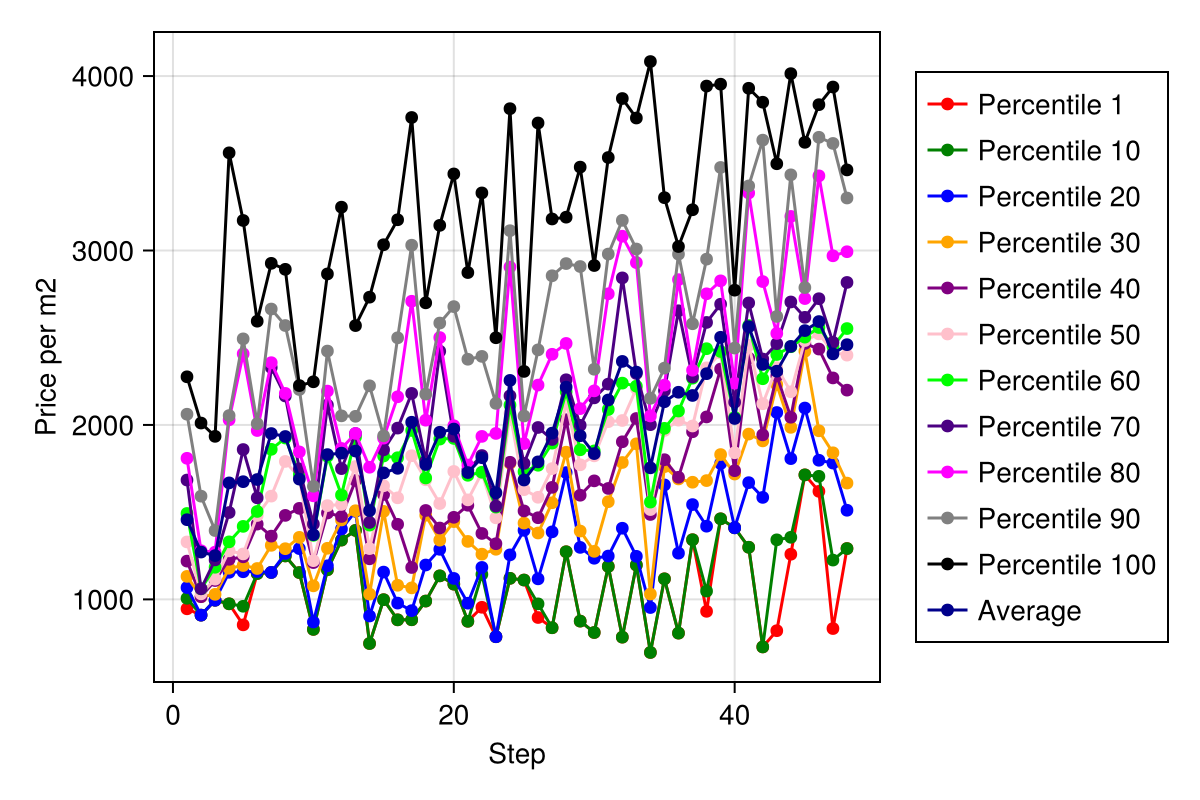 4000
3000
2000
1000
Price per m2
0
20
40
Step
Percentile 1
Percentile 10
Percentile 20
Percentile 30
Percentile 40
Percentile 50
Percentile 60
Percentile 70
Percentile 80
Percentile 90
Percentile 100
Average